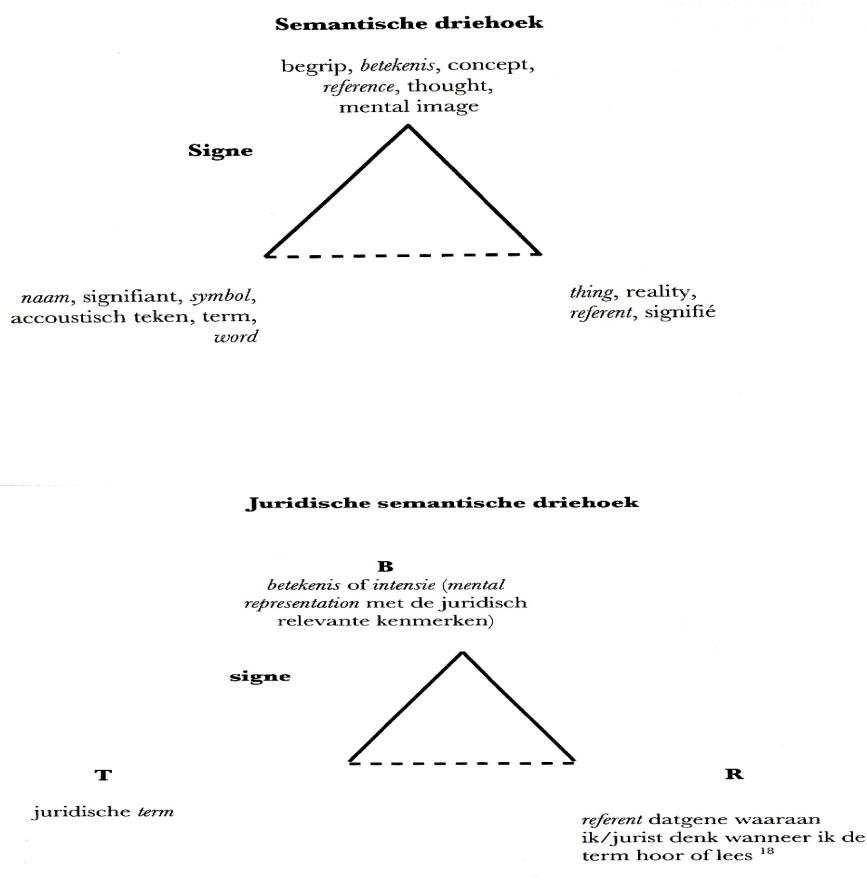 Semantische driehoek
begrip, betekenis, concept,
reference, thought,
mental image
Signe
naam, signifiant, symbol,
accoustisch teken, term,
word
thing, reality,
referent, signifié
Juridische semantische driehoek
B
betekenis of intensie (mental
representation met de juridisch
relevante kenmerken)
signe
T
juridische term
R
referent datgene waaraan
ik/jurist denk wanneer ik de
term hoor of lees 18